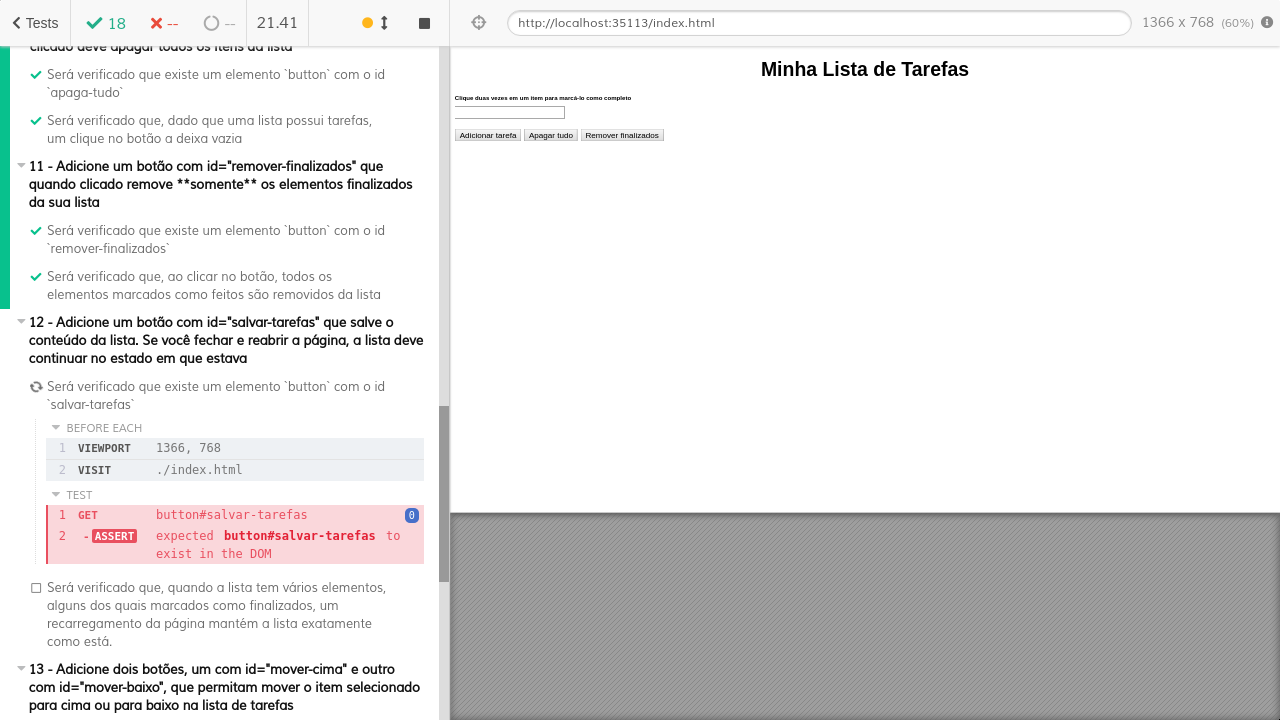 Tests
18
--
--
21.41
http://localhost:35113/index.html
1366 x 768 (60%)
clicado deve apagar todos os itens da lista
Será verificado que existe um elemento `button` com o id
`apaga-tudo`
Será verificado que, dado que uma lista possui tarefas,
um clique no botão a deixa vazia
11 - Adicione um botão com id="remover-finalizados" que
quando clicado remove **somente** os elementos finalizados
da sua lista
Será verificado que existe um elemento `button` com o id
`remover-finalizados`
Será verificado que, ao clicar no botão, todos os
elementos marcados como feitos são removidos da lista
12 - Adicione um botão com id="salvar-tarefas" que salve o
conteúdo da lista. Se você fechar e reabrir a página, a lista deve
continuar no estado em que estava
Será verificado que existe um elemento `button` com o id
`salvar-tarefas`
BEFORE EACH
1 VIEWPORT 1366, 768
2 VISIT ./index.html
TEST
1 GET button#salvar-tarefas 0
2 -ASSERT expected button#salvar-tarefas to
exist in the DOM
Será verificado que, quando a lista tem vários elementos,
alguns dos quais marcados como finalizados, um
recarregamento da página mantém a lista exatamente
como está.
13 - Adicione dois botões, um com id="mover-cima" e outro
com id="mover-baixo", que permitam mover o item selecionado
para cima ou para baixo na lista de tarefas
Minha Lista de Tarefas
Clique duas vezes em um item para marcá-lo como completo
Adicionar tarefa Apagar tudo Remover finalizados